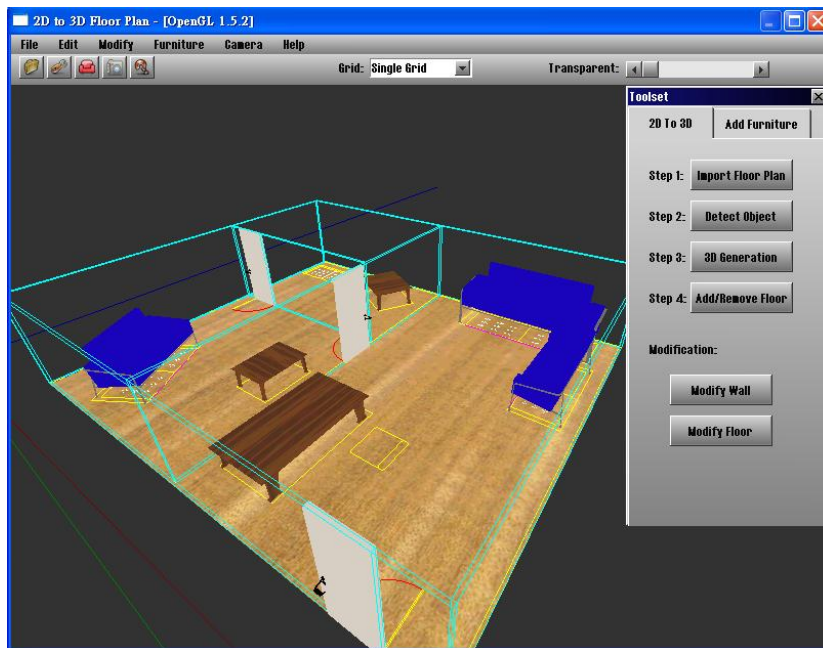 2D to 3D Floor Plan - [OpenGL 1.5.2]
File Edit Modify Furniture Camera Help
Grid: Single Grid Transparent:
Toolset
2D To 3D Add Furniture
Step 1: Import Floor Plan
Step 2: Detect Object
Step 3: 3D Generation
Step 4: Add/Remove Floor
Modification:
Modify Wall
Modify Floor